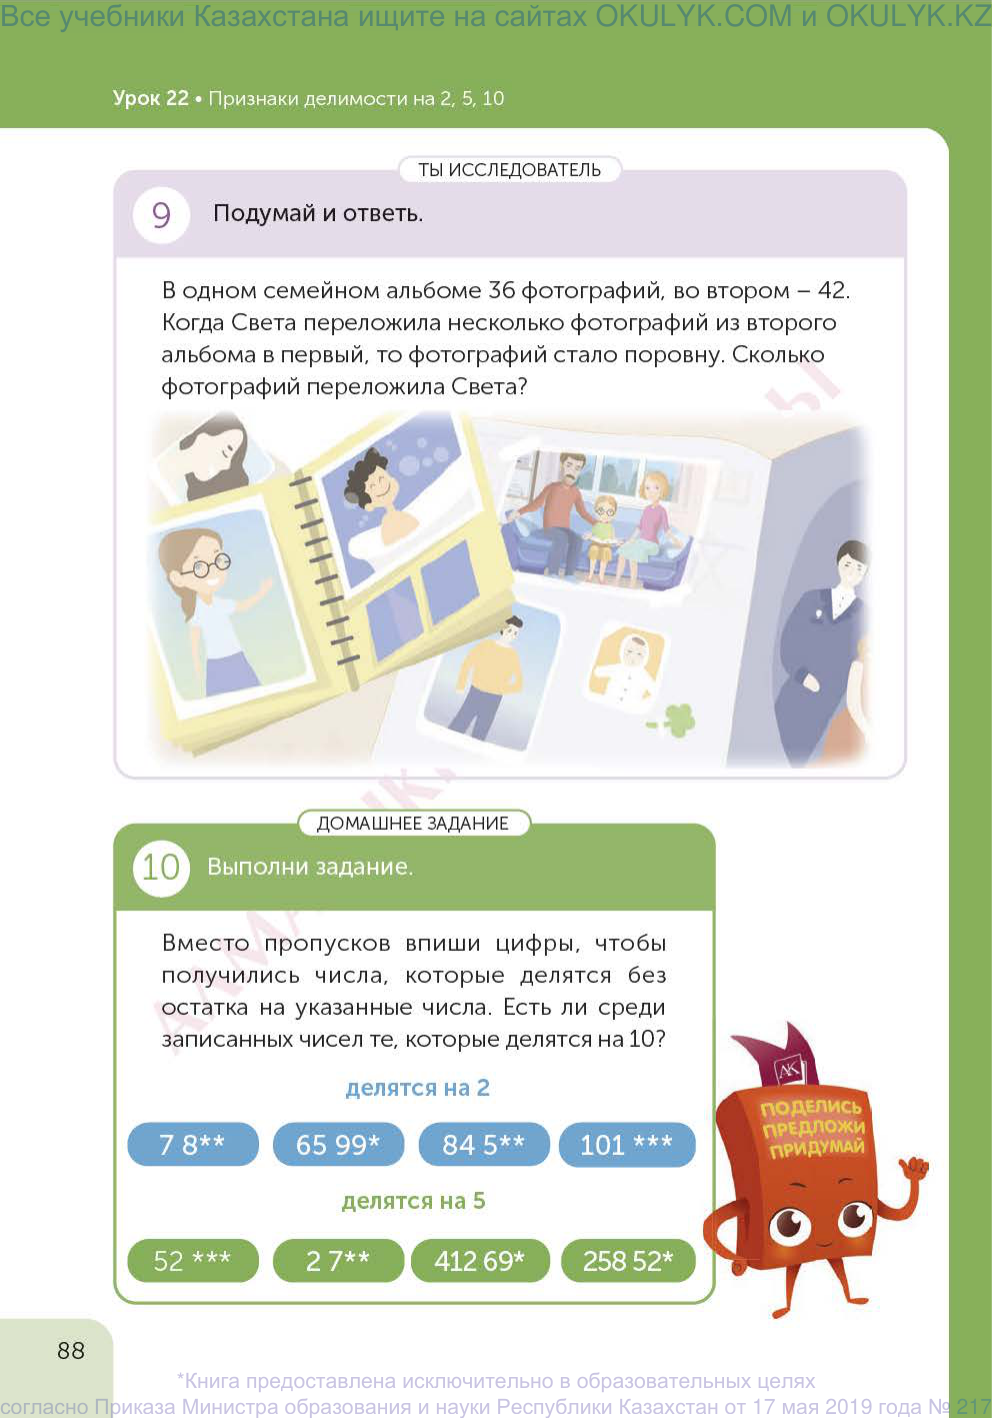 Все учебники Казахстана ищите на сайтах OKULYK.COM и OKULYK.KZ
Урок 22 • Признаки делимости на 2, 5, 10
ТЫ ИССЛЕДОВАТЕЛЬ
9 Подумай и ответь.
В одном семейном альбоме 36 фотографий, во втором – 42.
Когда Света переложила несколько фотографий из второго
альбома в первый, то фотографий стало поровну. Сколько
фотографий переложила Света?
ДОМАШНЕЕ ЗАДАНИЕ
10 Выполни задание.
Вместо пропусков впиши цифры, чтобы
получились числа, которые делятся без
остатка на указанные числа. Есть ли среди
записанных чисел те, которые делятся на 10?
делятся на 2
7 8** 65 99* 84 5** 101 ***
делятся на 5
52 *** 2 7** 412 69* 258 52*
АК
ПОДЕЛИСЬ
ПРЕДЛОЖИ
ПРИДУМАЙ
88
*Книга предоставлена исключительно в образовательных целях
согласно Приказа Министра образования и науки Республики Казахстан от 17 мая 2019 года № 217